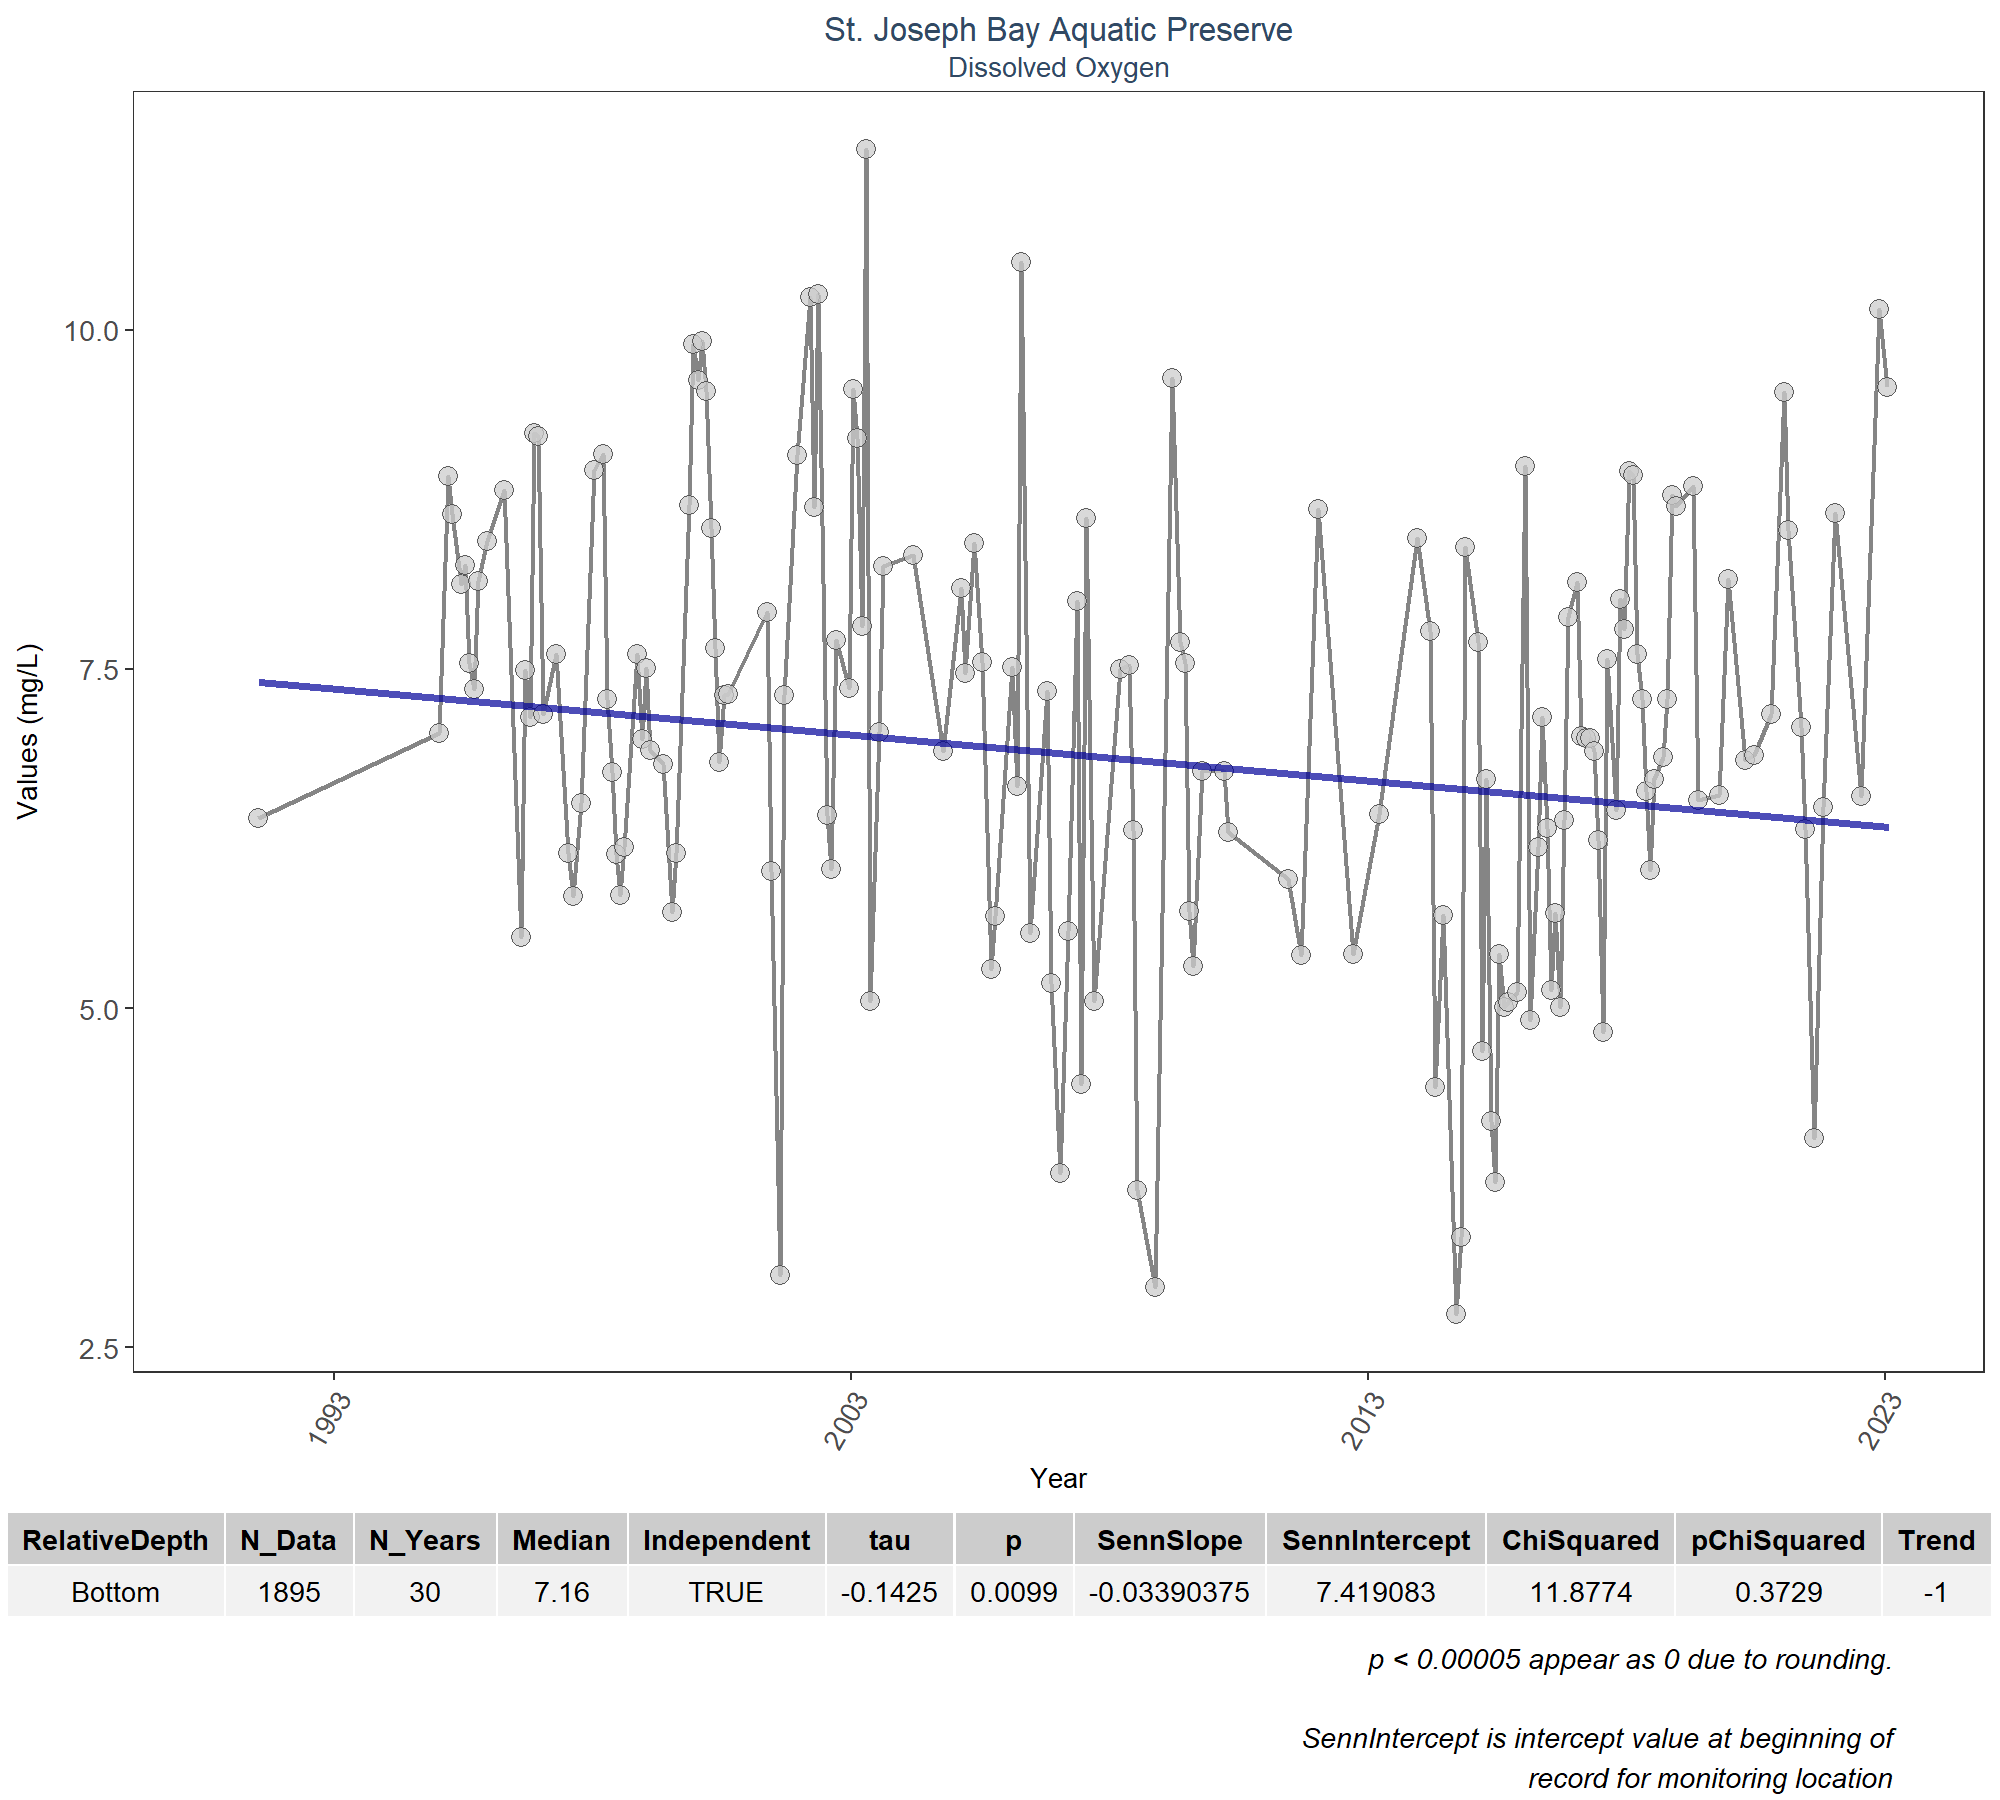 St. Joseph Bay Aquatic Preserve
Dissolved Oxygen
Values (mg/L)
10.0
7.5
5.0
2.5
1993
2003
2013
2023
Year
RelativeDepth N_Data N_Years Median Independent tau p SennSlope SennIntercept ChiSquared pChiSquared Trend
Bottom 1895 30 7.16 TRUE -0.1425 0.0099 -0.03390375 7.419083 11.8774 0.3729 -1
p < 0.00005 appear as 0 due to rounding.
SennIntercept is intercept value at beginning of
record for monitoring location